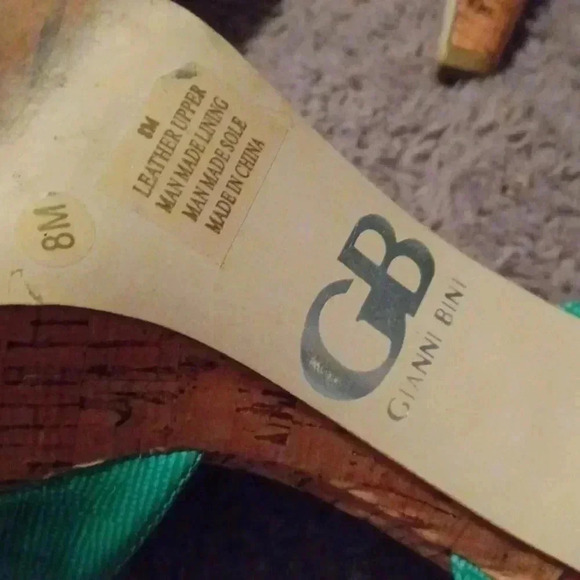 8M
LEATHER UPPER
MAN MADE LINING
MAN MADE SOLE
MADE IN CHINA
8M
GB
GIANNI BINI